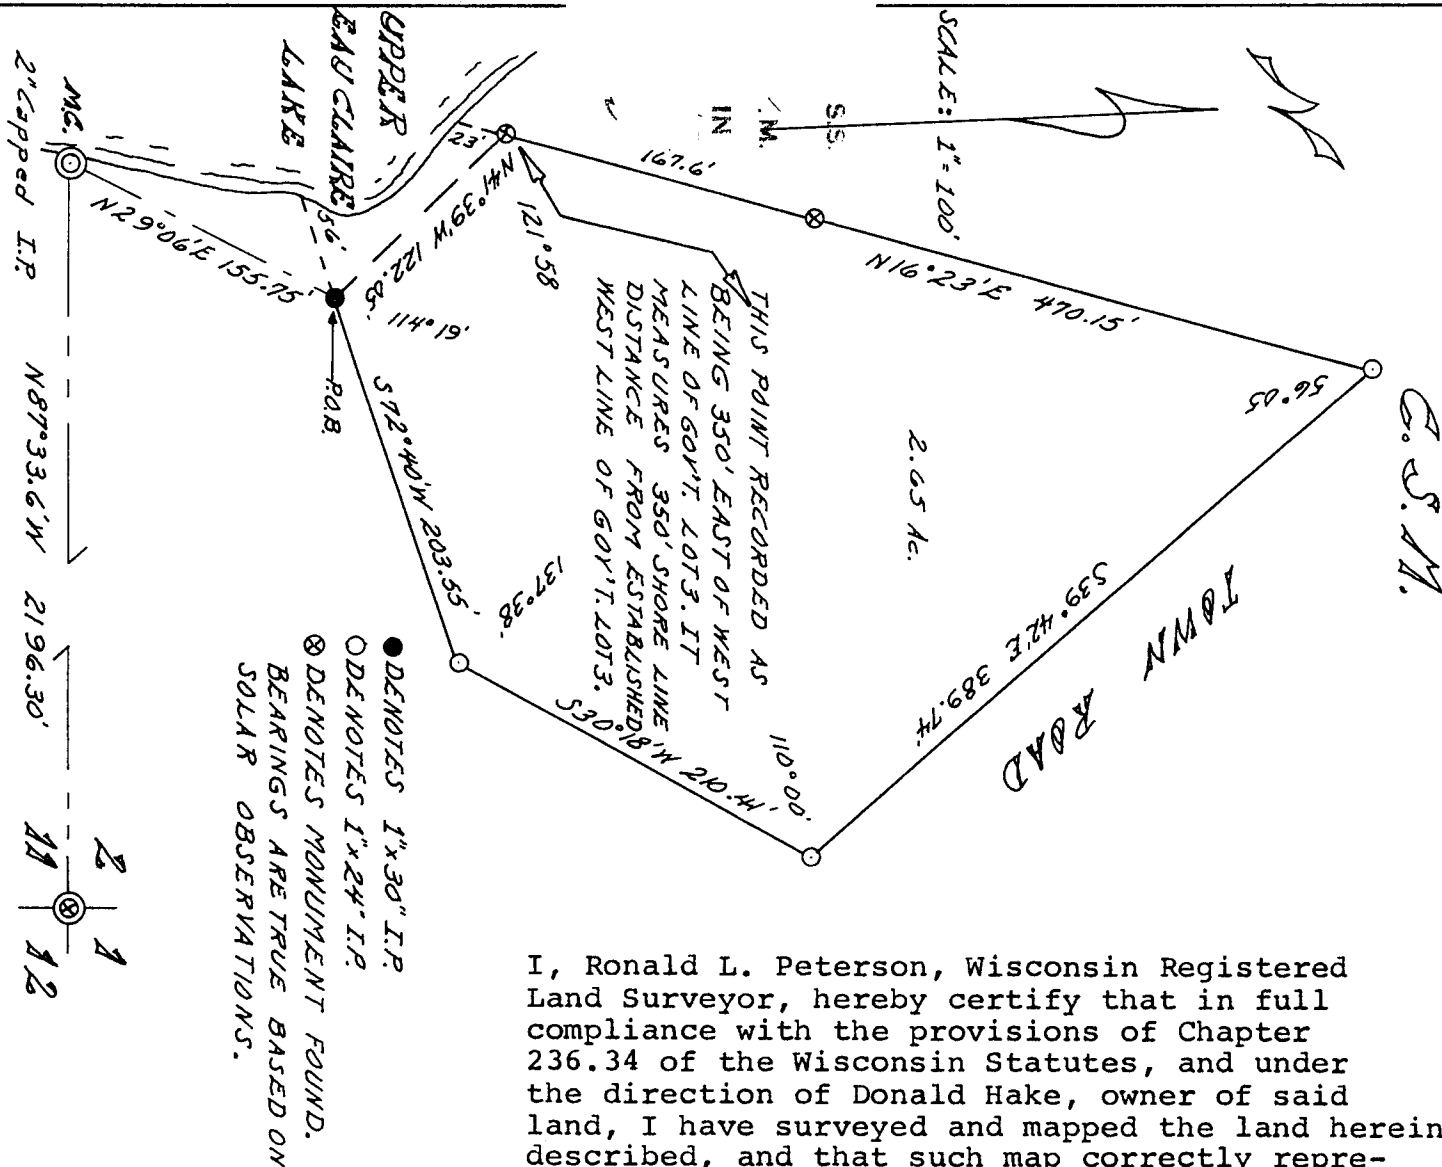 C.S.M.
SCALE: 1"=100'
S.S.
.M.
IN
UPPER
EAU CLAIRE
LAKE
TOWN
ROAD
2.65 Ac.
N16°23'E 470.15'
167.6'
23'
56°05'
S39°42'E 389.74'
110°00'
S30°18'W 210.44'
137°38'
S72°40'W 203.55'
114°19'
N41°39'W 122.05'
121°58
56'
P.O.B.
N29°06'E 155.75'
THIS POINT RECORDED AS
BEING 350' EAST OF WEST
LINE OF GOV'T. LOT 3. IT
MEASURES 350' SHORE LINE
DISTANCE FROM ESTABLISHED
WEST LINE OF GOV'T. LOT 3.
DENOTES 1"x30" I.P.
DENOTES 1"x24" I.P.
DENOTES MONUMENT FOUND.
BEARINGS ARE TRUE BASED ON
SOLAR OBSERVATIONS.
M.C.
2" Capped I.P.
N87°33.6'W 2196.30'
2 1
11 12
I, Ronald L. Peterson, Wisconsin Registered
Land Surveyor, hereby certify that in full
compliance with the provisions of Chapter
236.34 of the Wisconsin Statutes, and under
the direction of Donald Hake, owner of said
land, I have surveyed and mapped the land herein
described, and that such map correctly repre-